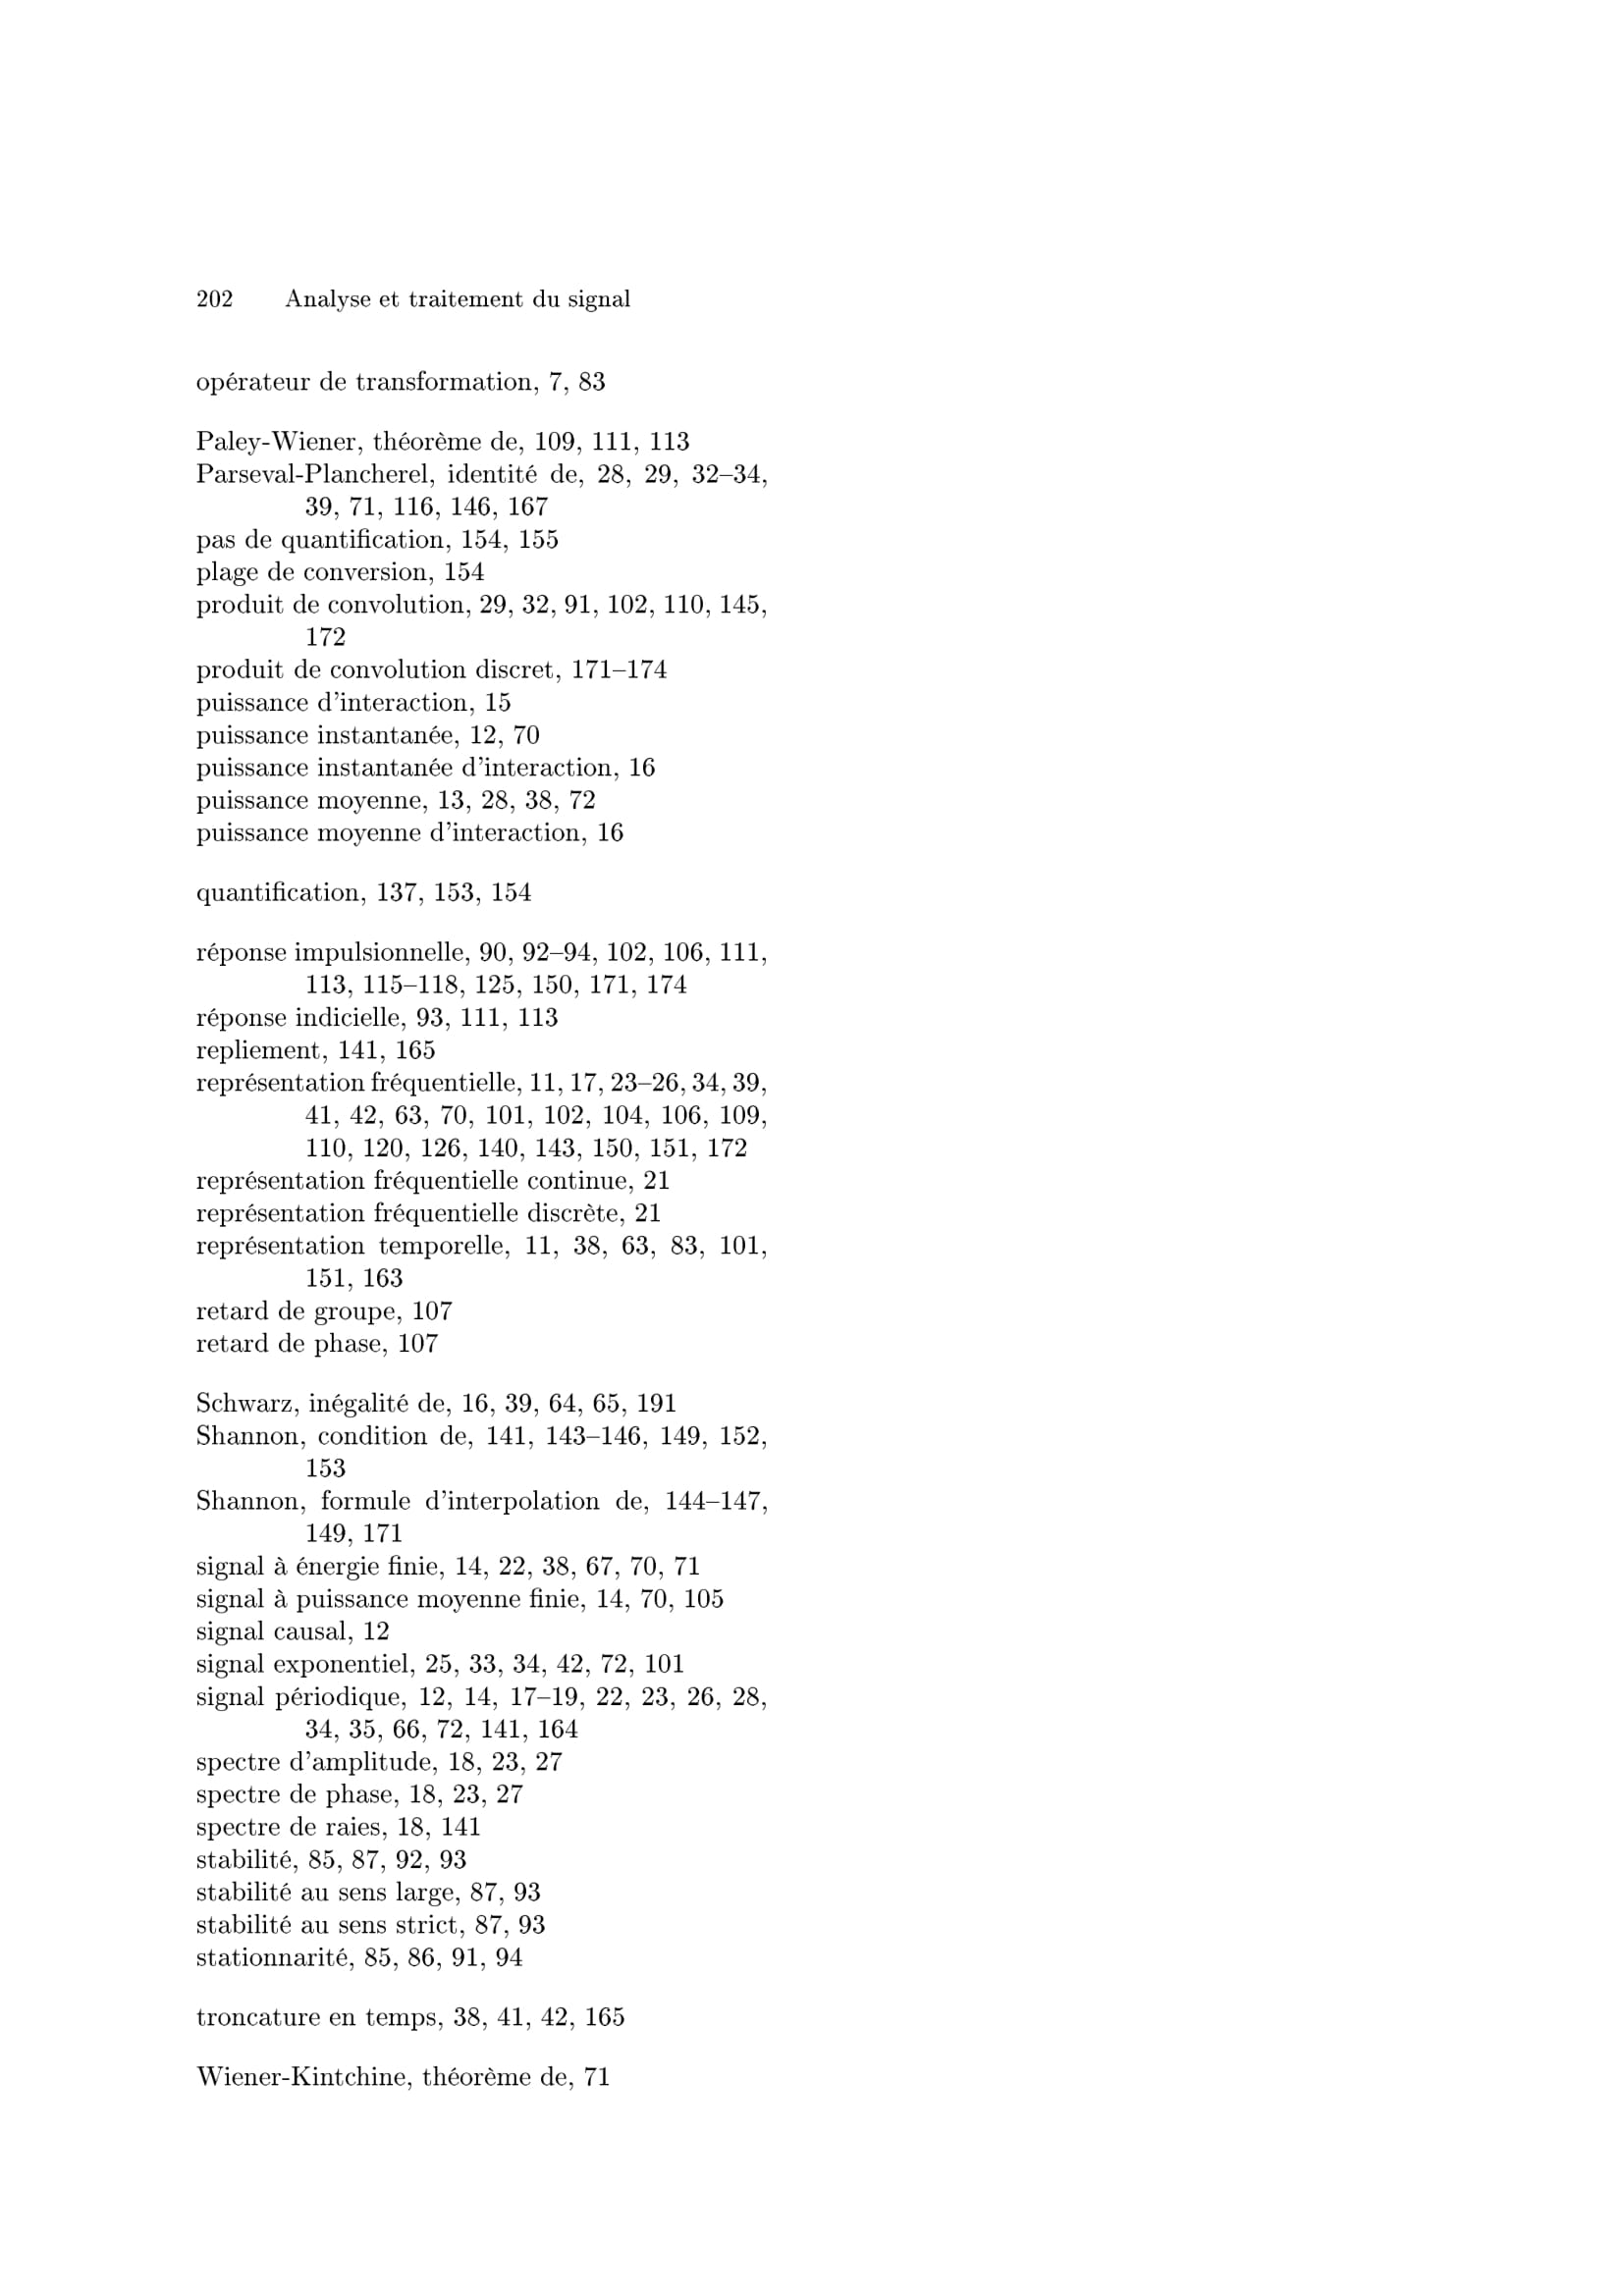 202 Analyse et traitement du signal
opérateur de transformation, 7, 83
Paley-Wiener, théorème de, 109, 111, 113
Parseval-Plancherel, identité de, 28, 29, 32–34,
39, 71, 116, 146, 167
pas de quantification, 154, 155
plage de conversion, 154
produit de convolution, 29, 32, 91, 102, 110, 145,
172
produit de convolution discret, 171–174
puissance d'interaction, 15
puissance instantanée, 12, 70
puissance instantanée d'interaction, 16
puissance moyenne, 13, 28, 38, 72
puissance moyenne d'interaction, 16
quantification, 137, 153, 154
réponse impulsionnelle, 90, 92–94, 102, 106, 111,
113, 115–118, 125, 150, 171, 174
réponse indicielle, 93, 111, 113
repliement, 141, 165
représentation fréquentielle, 11, 17, 23–26, 34, 39,
41, 42, 63, 70, 101, 102, 104, 106, 109,
110, 120, 126, 140, 143, 150, 151, 172
représentation fréquentielle continue, 21
représentation fréquentielle discrète, 21
représentation temporelle, 11, 38, 63, 83, 101,
151, 163
retard de groupe, 107
retard de phase, 107
Schwarz, inégalité de, 16, 39, 64, 65, 191
Shannon, condition de, 141, 143–146, 149, 152,
153
Shannon, formule d'interpolation de, 144–147,
149, 171
signal à énergie finie, 14, 22, 38, 67, 70, 71
signal à puissance moyenne finie, 14, 70, 105
signal causal, 12
signal exponentiel, 25, 33, 34, 42, 72, 101
signal périodique, 12, 14, 17–19, 22, 23, 26, 28,
34, 35, 66, 72, 141, 164
spectre d'amplitude, 18, 23, 27
spectre de phase, 18, 23, 27
spectre de raies, 18, 141
stabilité, 85, 87, 92, 93
stabilité au sens large, 87, 93
stabilité au sens strict, 87, 93
stationnarité, 85, 86, 91, 94
troncature en temps, 38, 41, 42, 165
Wiener-Kintchine, théorème de, 71